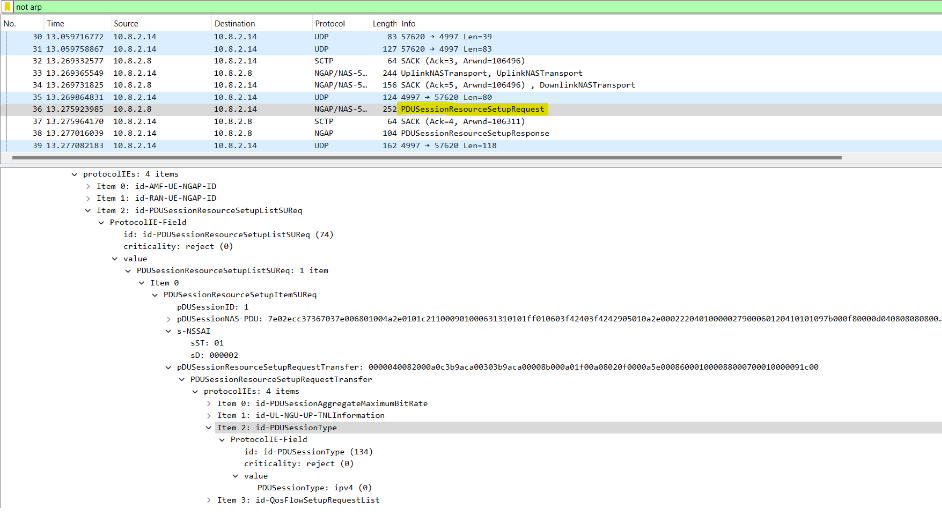 not arp
No. Time Source Destination Protocol Length Info
30 13.059716772 10.8.2.14 10.8.2.14 UDP 83 57620 → 4997 Len=39
31 13.059758867 10.8.2.14 10.8.2.14 UDP 127 57620 → 4997 Len=83
32 13.269332577 10.8.2.8 10.8.2.14 SCTP 64 SACK (Ack=3, Arwnd=106496)
33 13.269365549 10.8.2.14 10.8.2.8 NGAP/NAS-5… 244 UplinkNASTransport, UplinkNASTransport
34 13.269731825 10.8.2.8 10.8.2.14 NGAP/NAS-5… 156 SACK (Ack=5, Arwnd=106496) , DownlinkNASTransport
35 13.269864831 10.8.2.14 10.8.2.14 UDP 124 4997 → 57620 Len=80
36 13.275923985 10.8.2.8 10.8.2.14 NGAP/NAS-5… 252 PDUSessionResourceSetupRequest
37 13.275964170 10.8.2.14 10.8.2.8 SCTP 64 SACK (Ack=4, Arwnd=106311)
38 13.277016039 10.8.2.14 10.8.2.8 NGAP 104 PDUSessionResourceSetupResponse
39 13.277082183 10.8.2.14 10.8.2.14 UDP 162 4997 → 57620 Len=118
protocolIEs: 4 items
Item 0: id-AMF-UE-NGAP-ID
Item 1: id-RAN-UE-NGAP-ID
Item 2: id-PDUSessionResourceSetupListSUReq
ProtocolIE-Field
id: id-PDUSessionResourceSetupListSUReq (74)
criticality: reject (0)
value
PDUSessionResourceSetupListSUReq: 1 item
Item 0
PDUSessionResourceSetupItemSUReq
pDUSessionID: 1
pDUSessionNAS-PDU: 7e02ecc37367037e006801004a2e0101c211000901000631310101ff010603f42403f4242905010a2e0002220401000002790006012041010109​7b000f80000d040808080800…
s-NSSAI
sST: 01
sD: 000002
pDUSessionResourceSetupRequestTransfer: 0000040082000a0c3b9aca00303b9aca00008b000a01f00a08020f0000a5e000860001000088000700010000091c00
PDUSessionResourceSetupRequestTransfer
protocolIEs: 4 items
Item 0: id-PDUSessionAggregateMaximumBitRate
Item 1: id-UL-NGU-UP-TNLInformation
Item 2: id-PDUSessionType
ProtocolIE-Field
id: id-PDUSessionType (134)
criticality: reject (0)
value
PDUSessionType: ipv4 (0)
Item 3: id-QosFlowSetupRequestList